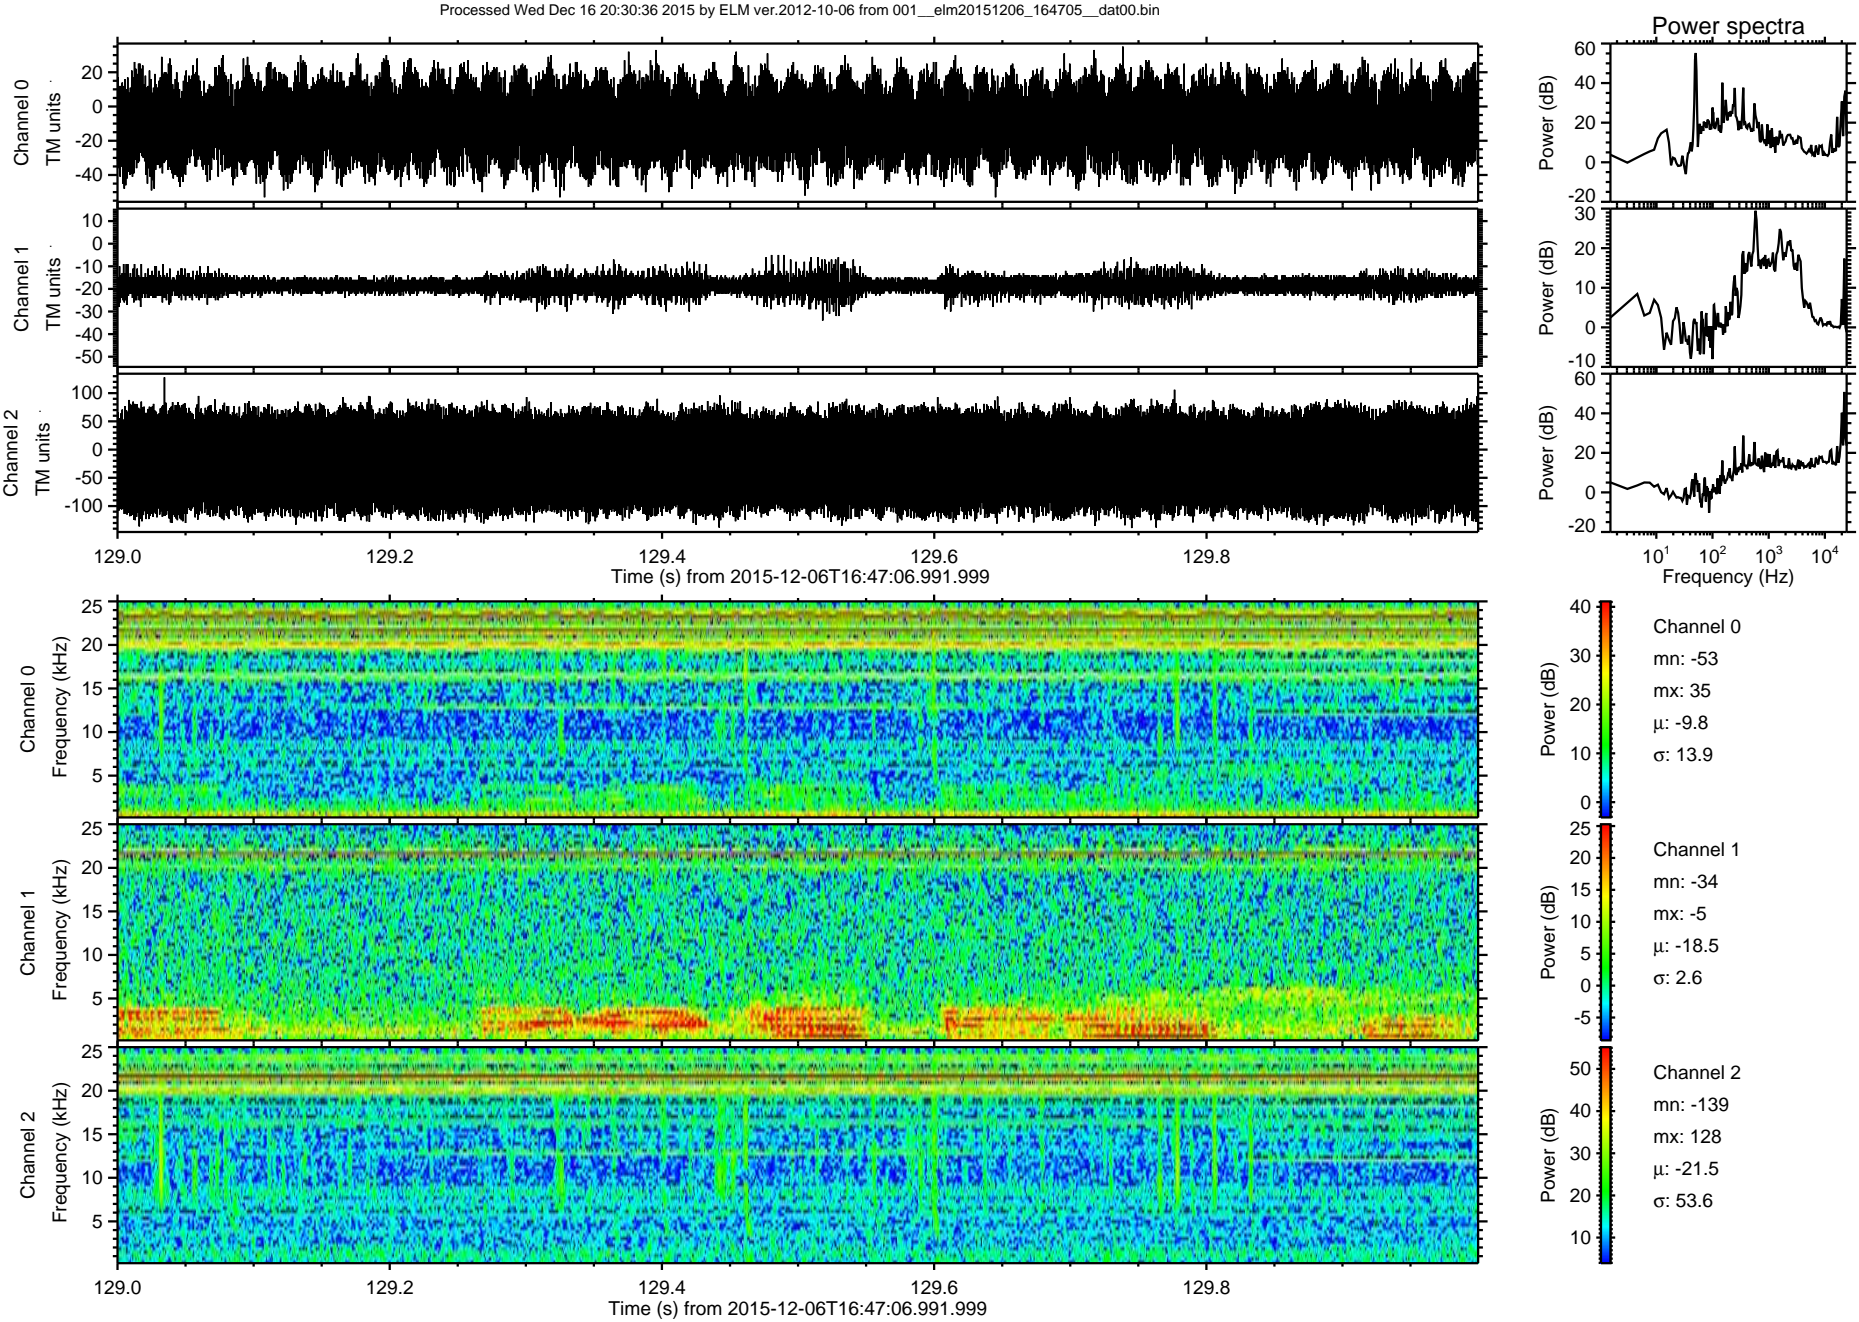 Processed Wed Dec 16 20:30:36 2015 by ELM ver.2012-10-06 from 001__elm20151206_164705__dat00.bin
Power spectra
Channel 0
TM units
20
0
-20
-40
Power (dB)
60
40
20
0
-20
Channel 1
TM units
10
0
-10
-20
-30
-40
-50
Power (dB)
30
20
10
0
-10
Channel 2
TM units
100
50
0
-50
-100
Power (dB)
60
40
20
0
-20
129.0
129.2
129.4
129.6
129.8
Time (s) from 2015-12-06T16:47:06.991.999
10^1
10^2
10^3
10^4
Frequency (Hz)
Channel 0
Frequency (kHz)
25
20
15
10
5
Power (dB)
40
30
20
10
0
Channel 0
mn: -53
mx: 35
μ: -9.8
σ: 13.9
Channel 1
Frequency (kHz)
25
20
15
10
5
Power (dB)
25
20
15
10
5
0
-5
Channel 1
mn: -34
mx: -5
μ: -18.5
σ: 2.6
Channel 2
Frequency (kHz)
25
20
15
10
5
Power (dB)
50
40
30
20
10
Channel 2
mn: -139
mx: 128
μ: -21.5
σ: 53.6
129.0
129.2
129.4
129.6
129.8
Time (s) from 2015-12-06T16:47:06.991.999